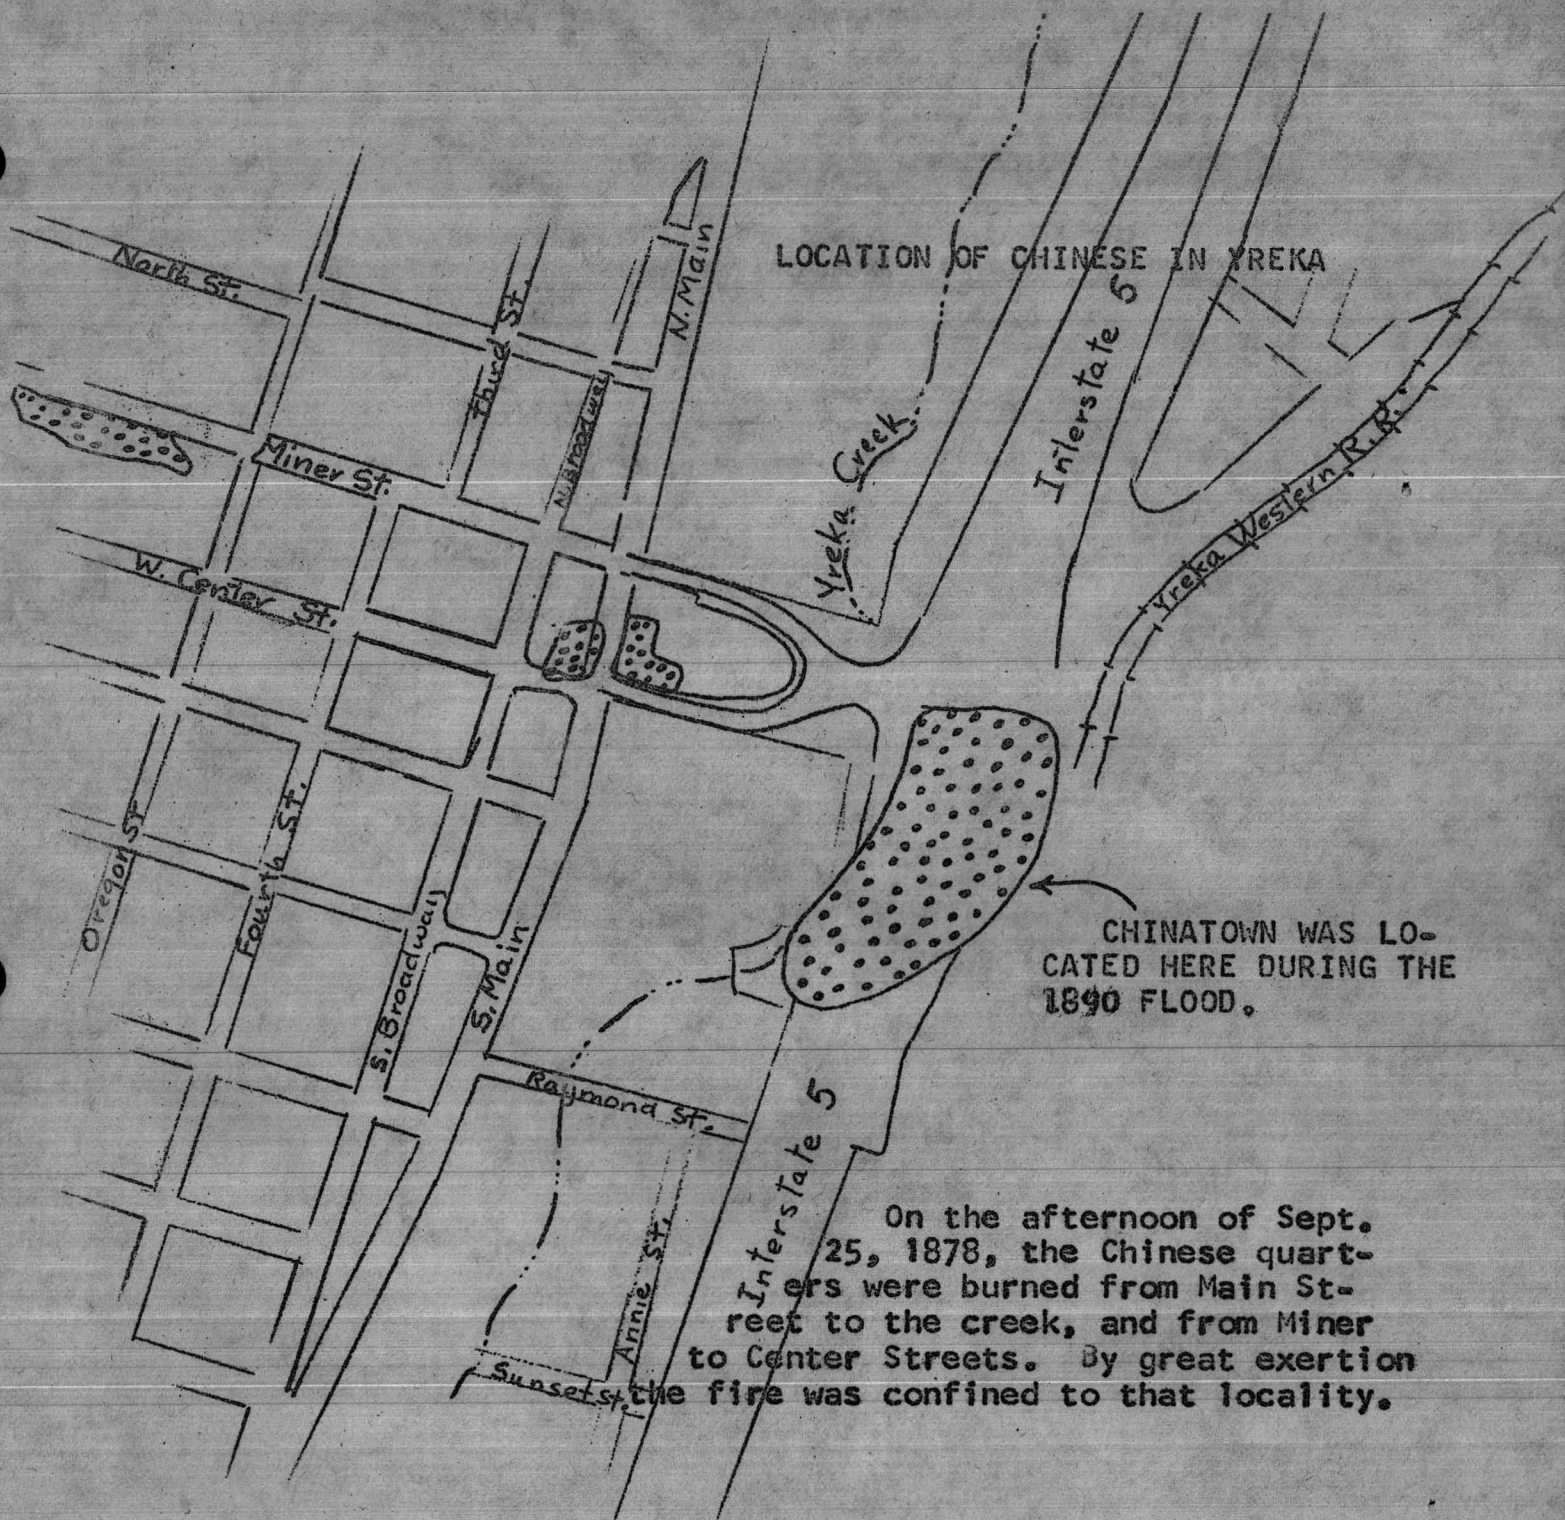 LOCATION OF CHINESE IN YREKA
North St.
Third St.
N. Main
N. Broadway
Miner St.
W. Center St.
Yreka Creek
Interstate 5
Yreka Western R.R.
Oregon St
Fourth St.
S. Broadway
S. Main
CHINATOWN WAS LO-
CATED HERE DURING THE
1890 FLOOD.
Raymond St.
Interstate 5
Annie St.
Sunset St.
On the afternoon of Sept.
25, 1878, the Chinese quart-
ers were burned from Main St-
reet to the creek, and from Miner
to Center Streets. By great exertion
the fire was confined to that locality.